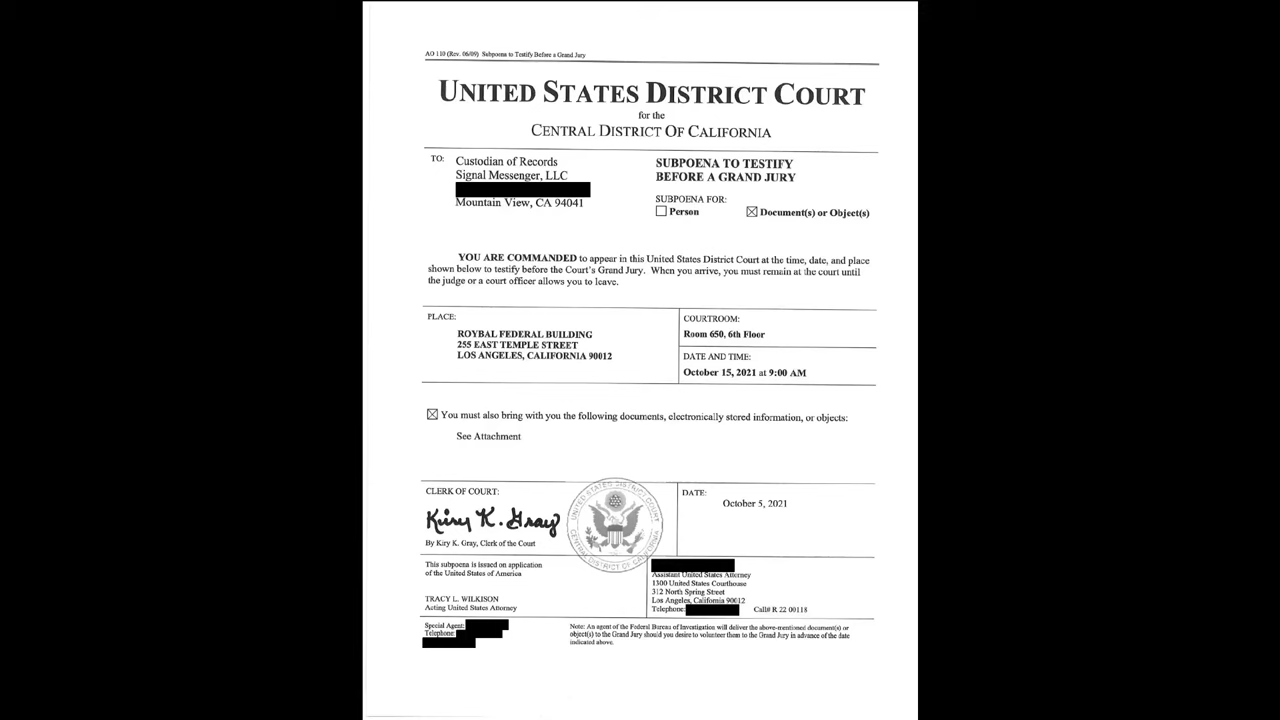 AO 110 (Rev. 06/09) Subpoena to Testify Before a Grand Jury
UNITED STATES DISTRICT COURT
for the
CENTRAL DISTRICT OF CALIFORNIA
TO:
Custodian of Records
Signal Messenger, LLC
Mountain View, CA 94041
SUBPOENA TO TESTIFY
BEFORE A GRAND JURY
SUBPOENA FOR:
Person
Document(s) or Object(s)
YOU ARE COMMANDED to appear in this United States District Court at the time, date, and place
shown below to testify before the Court's Grand Jury. When you arrive, you must remain at the court until
the judge or a court officer allows you to leave.
PLACE:
ROYBAL FEDERAL BUILDING
255 EAST TEMPLE STREET
LOS ANGELES, CALIFORNIA 90012
COURTROOM:
Room 650, 6th Floor
DATE AND TIME:
October 15, 2021 at 9:00 AM
You must also bring with you the following documents, electronically stored information, or objects:
See Attachment
CLERK OF COURT:
Kiry K. Gray
By Kiry K. Gray, Clerk of the Court
UNITED STATES DISTRICT COURT
CENTRAL DISTRICT OF CALIFORNIA
DATE:
October 5, 2021
This subpoena is issued on application
of the United States of America
TRACY L. WILKISON
Acting United States Attorney
Assistant United States Attorney
1300 United States Courthouse
312 North Spring Street
Los Angeles, California 90012
Telephone:
Call# R 22 00118
Special Agent:
Telephone:
Note: An agent of the Federal Bureau of Investigation will deliver the above-mentioned document(s) or
object(s) to the Grand Jury should you desire to volunteer them to the Grand Jury in advance of the date
indicated above.